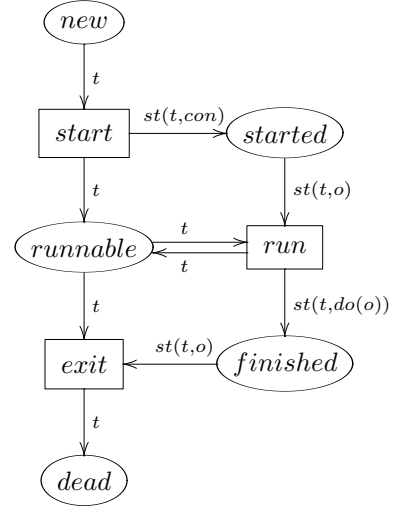 new
t
st(t,con)
start
started
t
st(t,o)
t
runnable
run
t
t
st(t,do(o))
st(t,o)
exit
finished
t
dead